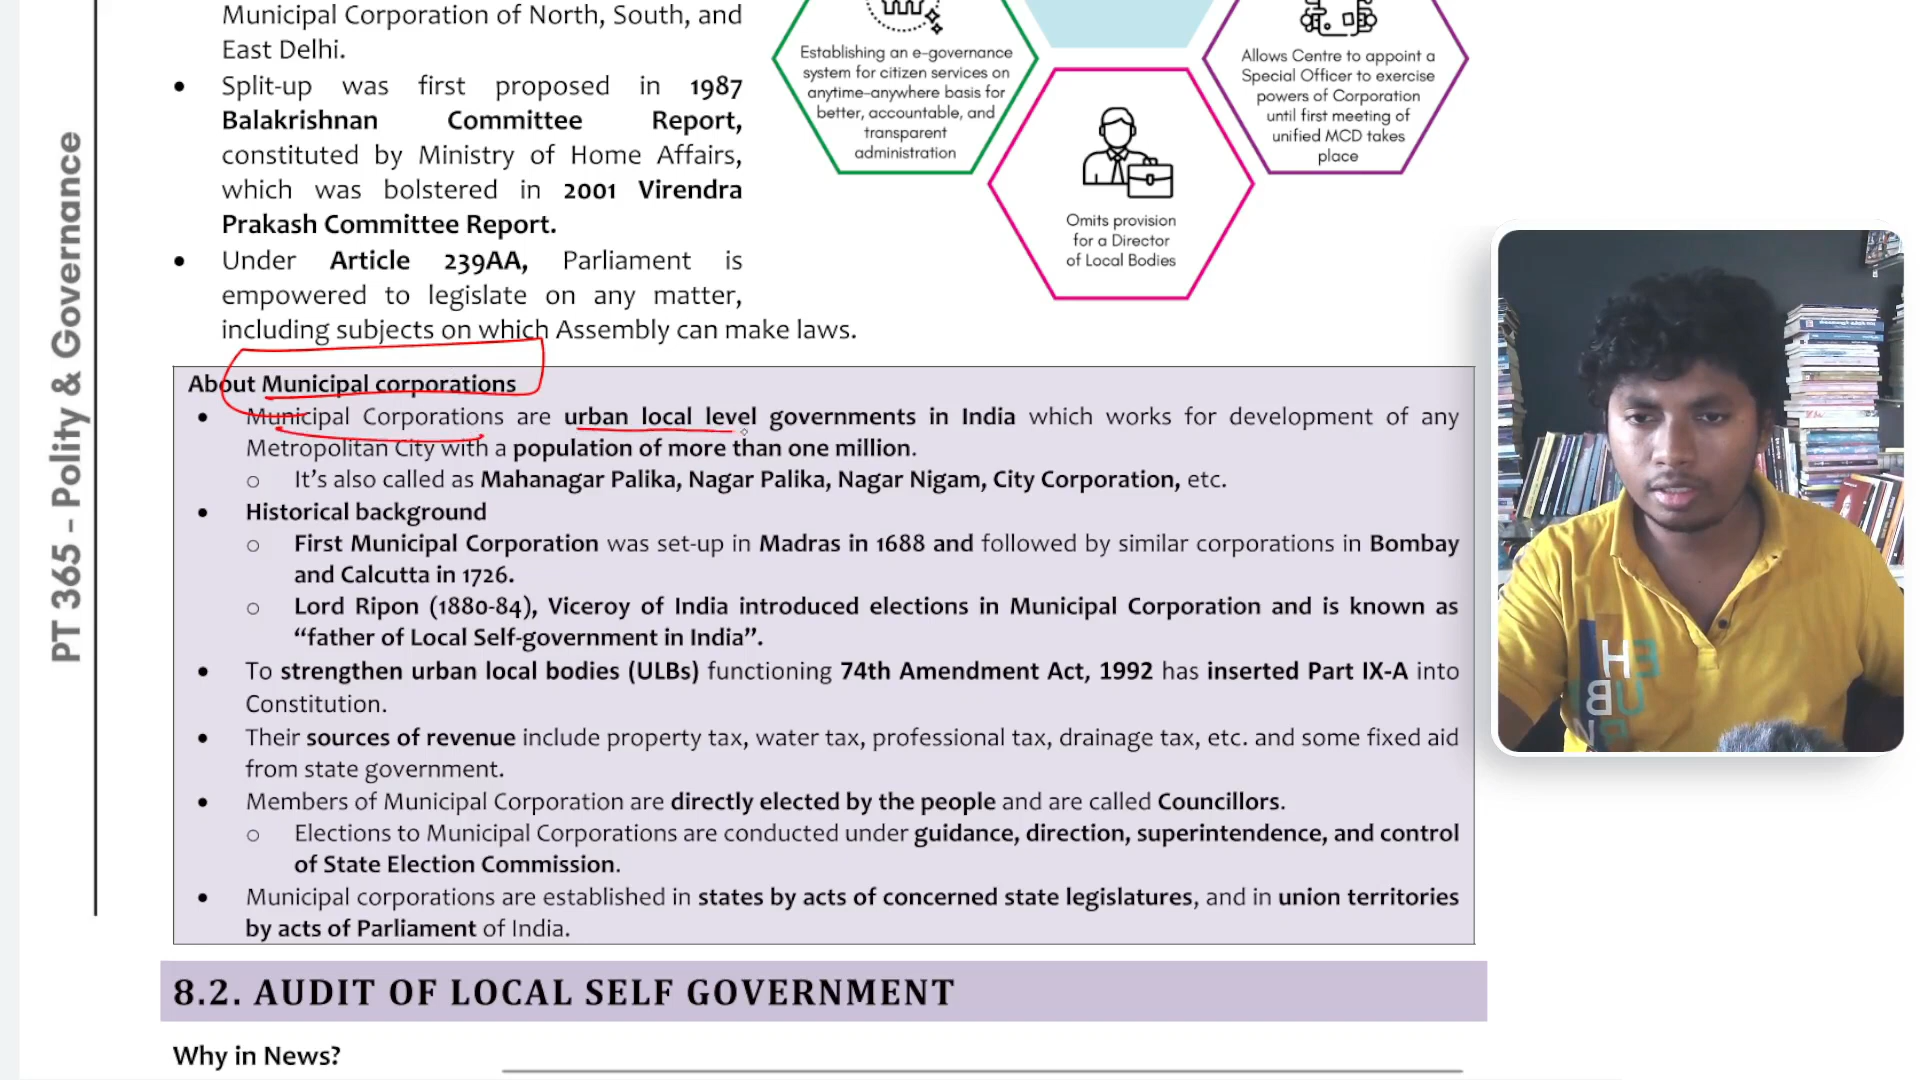 PT 365 - Polity & Governance
Municipal Corporation of North, South, and
East Delhi.
• Split-up was first proposed in 1987
Balakrishnan Committee Report,
constituted by Ministry of Home Affairs,
which was bolstered in 2001 Virendra
Prakash Committee Report.
• Under Article 239AA, Parliament is
empowered to legislate on any matter,
including subjects on which Assembly can make laws.
Establishing an e-governance
system for citizen services on
anytime-anywhere basis for
better, accountable, and
transparent
administration
Omits provision
for a Director
of Local Bodies
Allows Centre to appoint a
Special Officer to exercise
powers of Corporation
until first meeting of
unified MCD takes
place
About Municipal corporations
• Municipal Corporations are urban local level governments in India which works for development of any
Metropolitan City with a population of more than one million.
o It's also called as Mahanagar Palika, Nagar Palika, Nagar Nigam, City Corporation, etc.
• Historical background
o First Municipal Corporation was set-up in Madras in 1688 and followed by similar corporations in Bombay
and Calcutta in 1726.
o Lord Ripon (1880-84), Viceroy of India introduced elections in Municipal Corporation and is known as
“father of Local Self-government in India”.
• To strengthen urban local bodies (ULBs) functioning 74th Amendment Act, 1992 has inserted Part IX-A into
Constitution.
• Their sources of revenue include property tax, water tax, professional tax, drainage tax, etc. and some fixed aid
from state government.
• Members of Municipal Corporation are directly elected by the people and are called Councillors.
o Elections to Municipal Corporations are conducted under guidance, direction, superintendence, and control
of State Election Commission.
• Municipal corporations are established in states by acts of concerned state legislatures, and in union territories
by acts of Parliament of India.
8.2. AUDIT OF LOCAL SELF GOVERNMENT
Why in News?